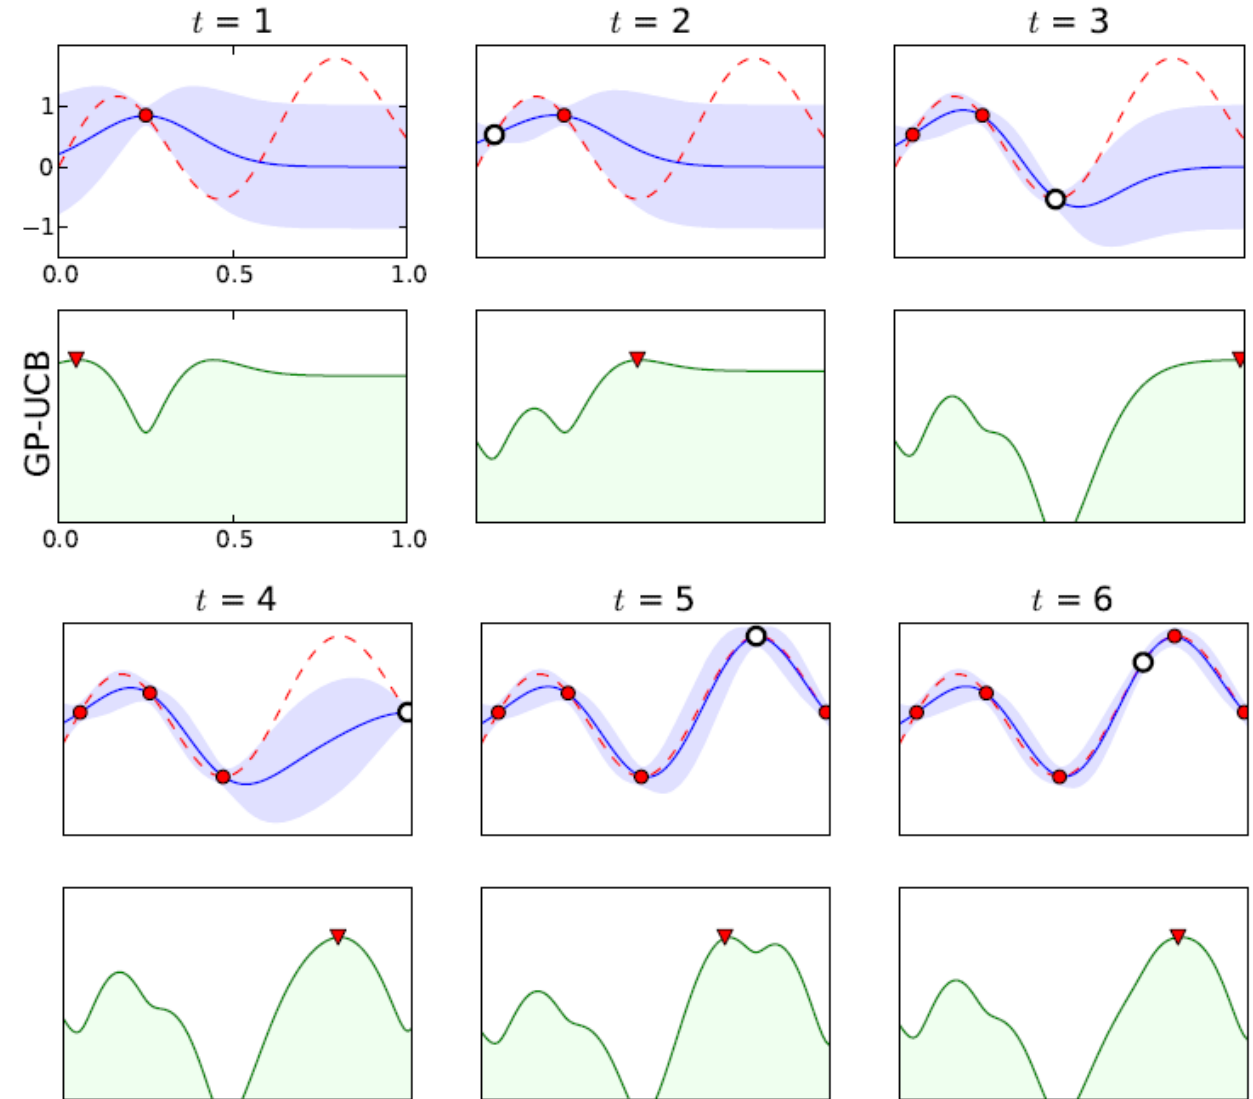 t = 1
t = 2
t = 3
1
0
−1
0.0 0.5 1.0
GP-UCB
0.0 0.5 1.0
t = 4
t = 5
t = 6